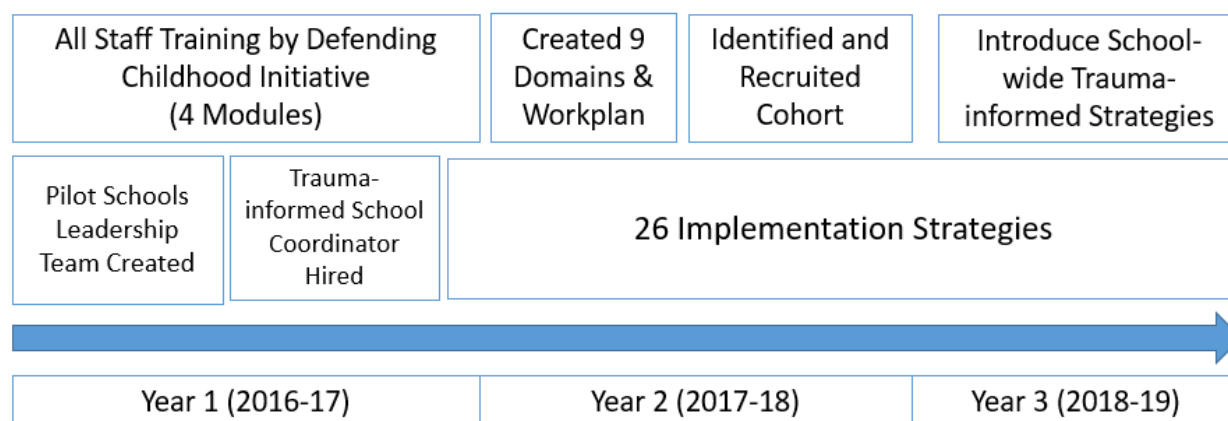 All Staff Training by Defending
Childhood Initiative
(4 Modules)
Created 9
Domains &
Workplan
Identified and
Recruited
Cohort
Introduce School-
wide Trauma-
informed Strategies
Pilot Schools
Leadership
Team Created
Trauma-
informed School
Coordinator
Hired
26 Implementation Strategies
Year 1 (2016-17)
Year 2 (2017-18)
Year 3 (2018-19)